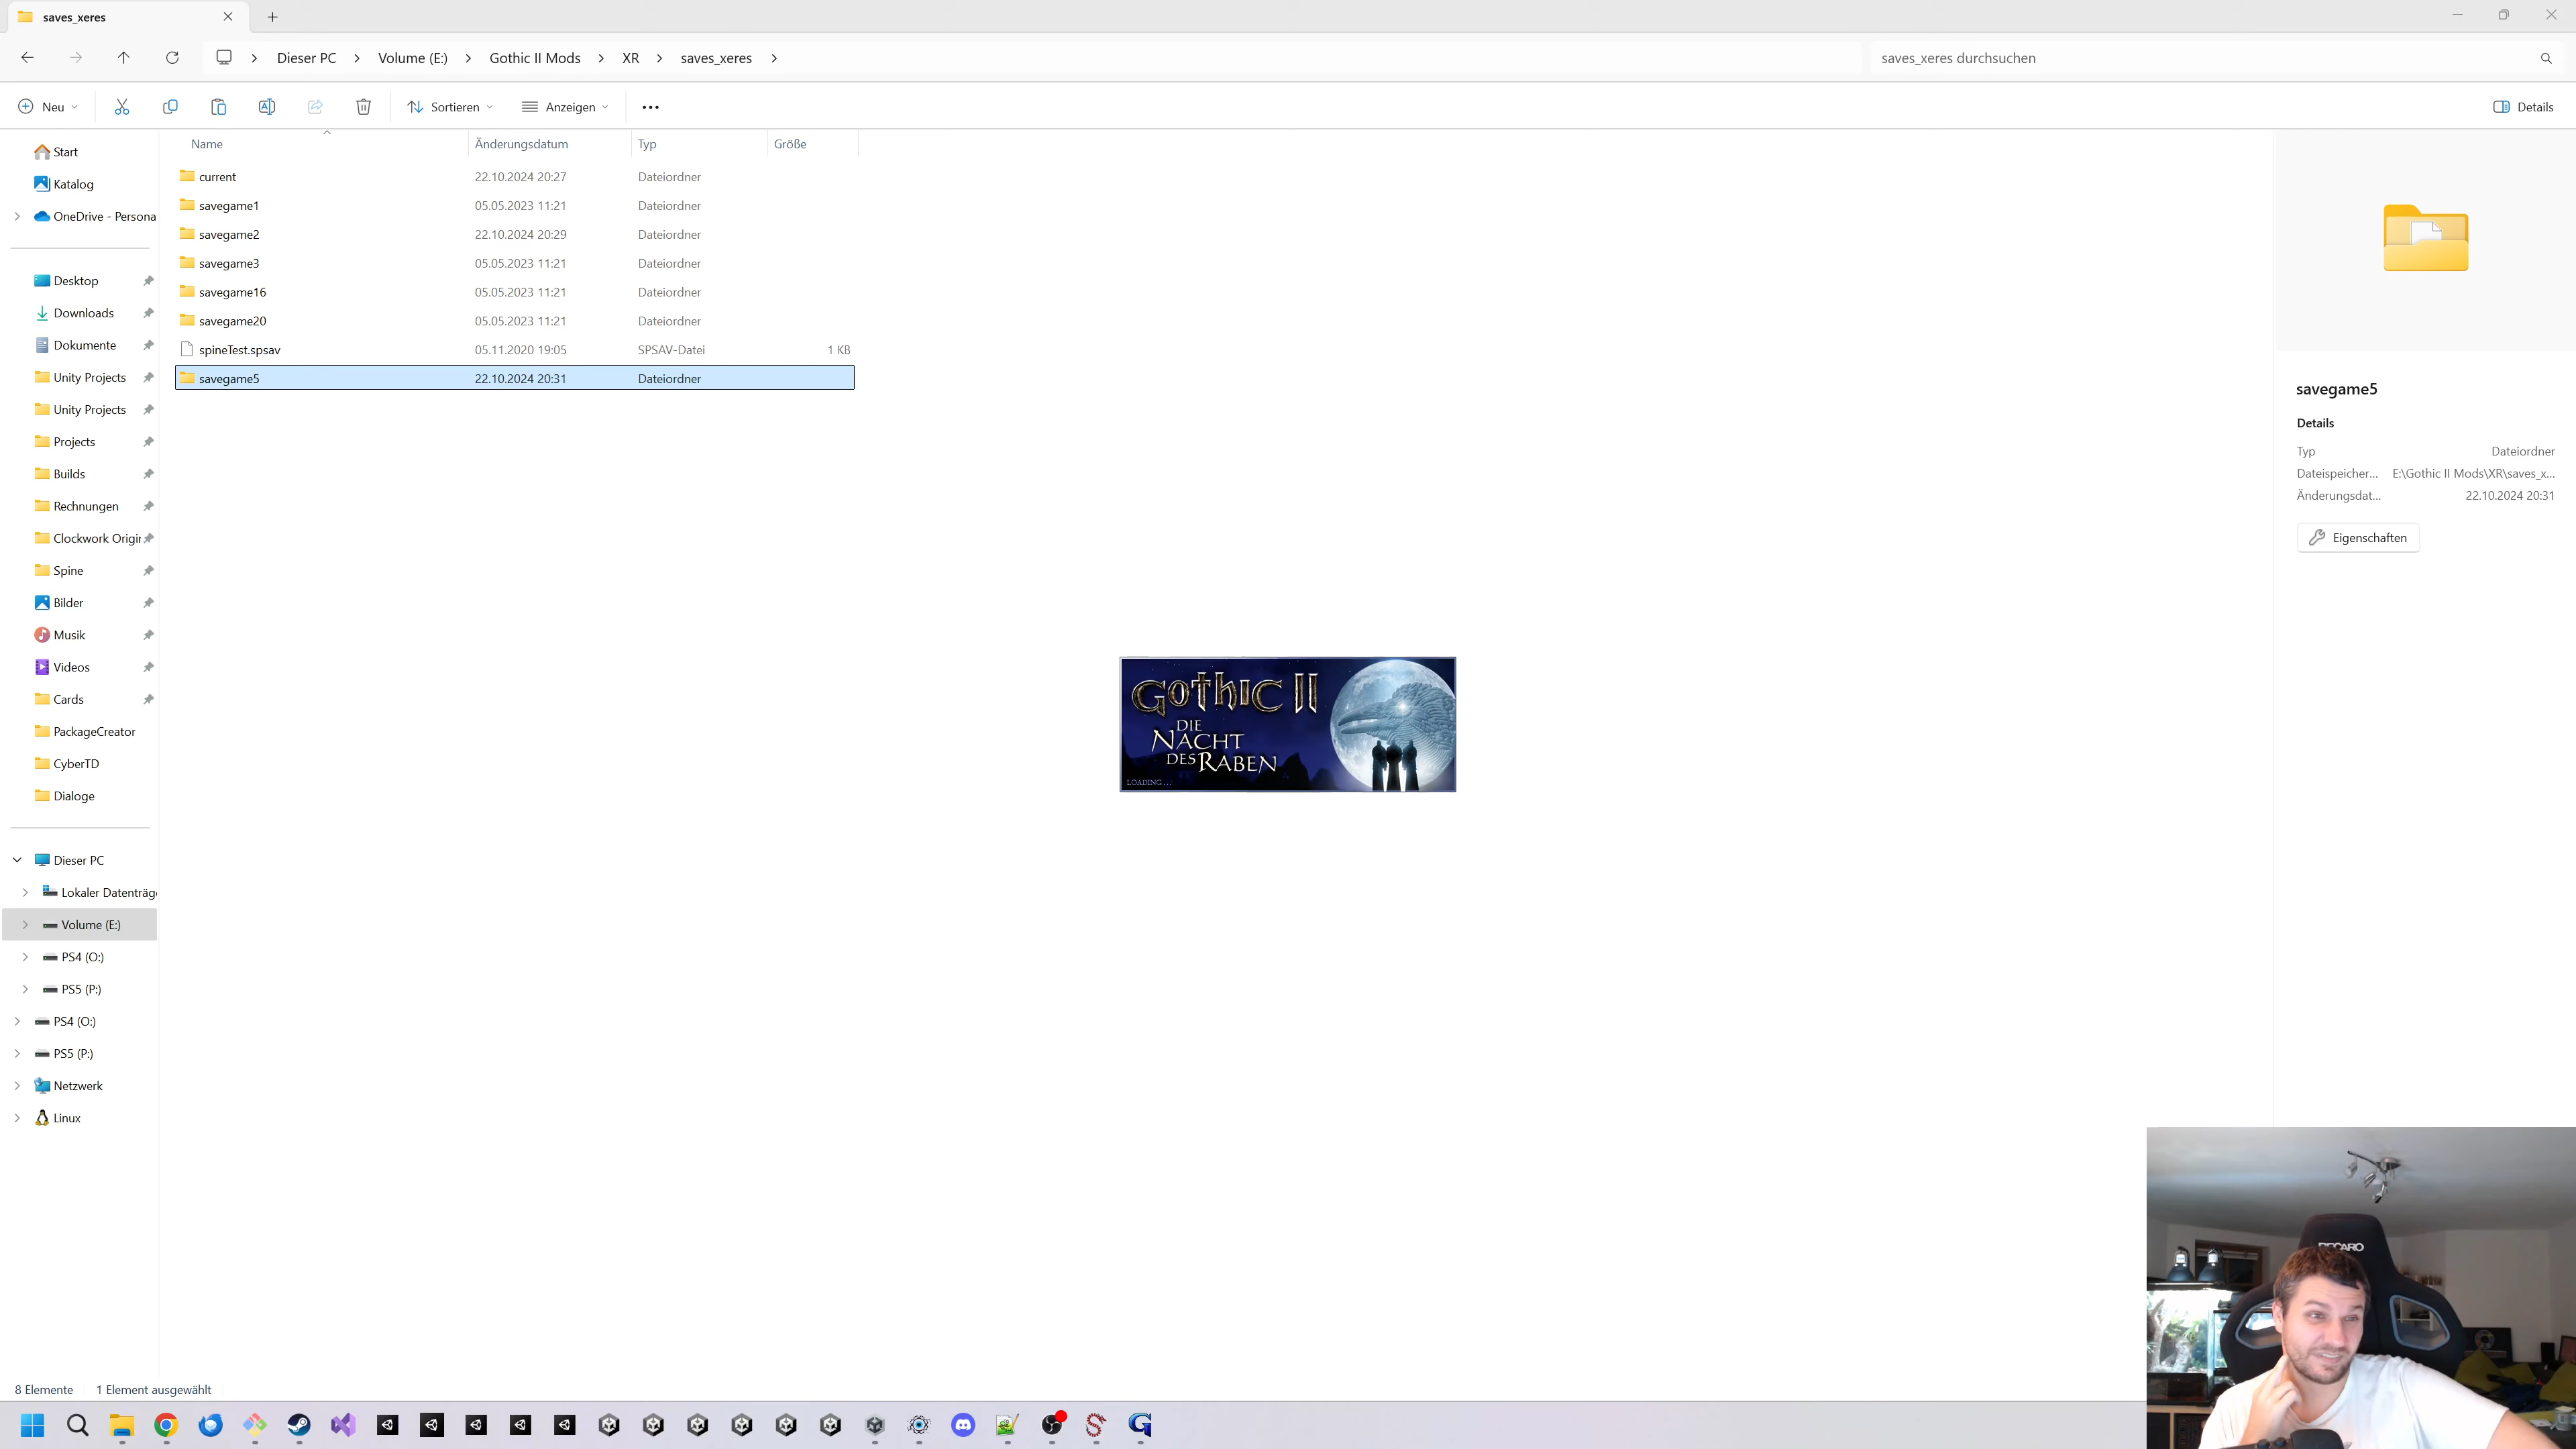 saves_xeres
Dieser PC > Volume (E:) > Gothic II Mods > XR > saves_xeres >
saves_xeres durchsuchen
Neu
Sortieren
Anzeigen
Details
Start
Katalog
OneDrive - Persona
Desktop
Downloads
Dokumente
Unity Projects
Unity Projects
Projects
Builds
Rechnungen
Clockwork Origin
Spine
Bilder
Musik
Videos
Cards
PackageCreator
CyberTD
Dialoge
Dieser PC
Lokaler Datenträge
Volume (E:)
PS4 (O:)
PS5 (P:)
PS4 (O:)
PS5 (P:)
Netzwerk
Linux
Name Änderungsdatum Typ Größe
current 22.10.2024 20:27 Dateiordner
savegame1 05.05.2023 11:21 Dateiordner
savegame2 22.10.2024 20:29 Dateiordner
savegame3 05.05.2023 11:21 Dateiordner
savegame16 05.05.2023 11:21 Dateiordner
savegame20 05.05.2023 11:21 Dateiordner
spineTest.spsav 05.11.2020 19:05 SPSAV-Datei 1 KB
savegame5 22.10.2024 20:31 Dateiordner
GOTHIC II
DIE
NACHT
DES RABEN
LOADING ...
savegame5
Details
Typ Dateiordner
Dateispeicher... E:\Gothic II Mods\XR\saves_x...
Änderungsdat... 22.10.2024 20:31
Eigenschaften
RECARO
8 Elemente 1 Element ausgewählt